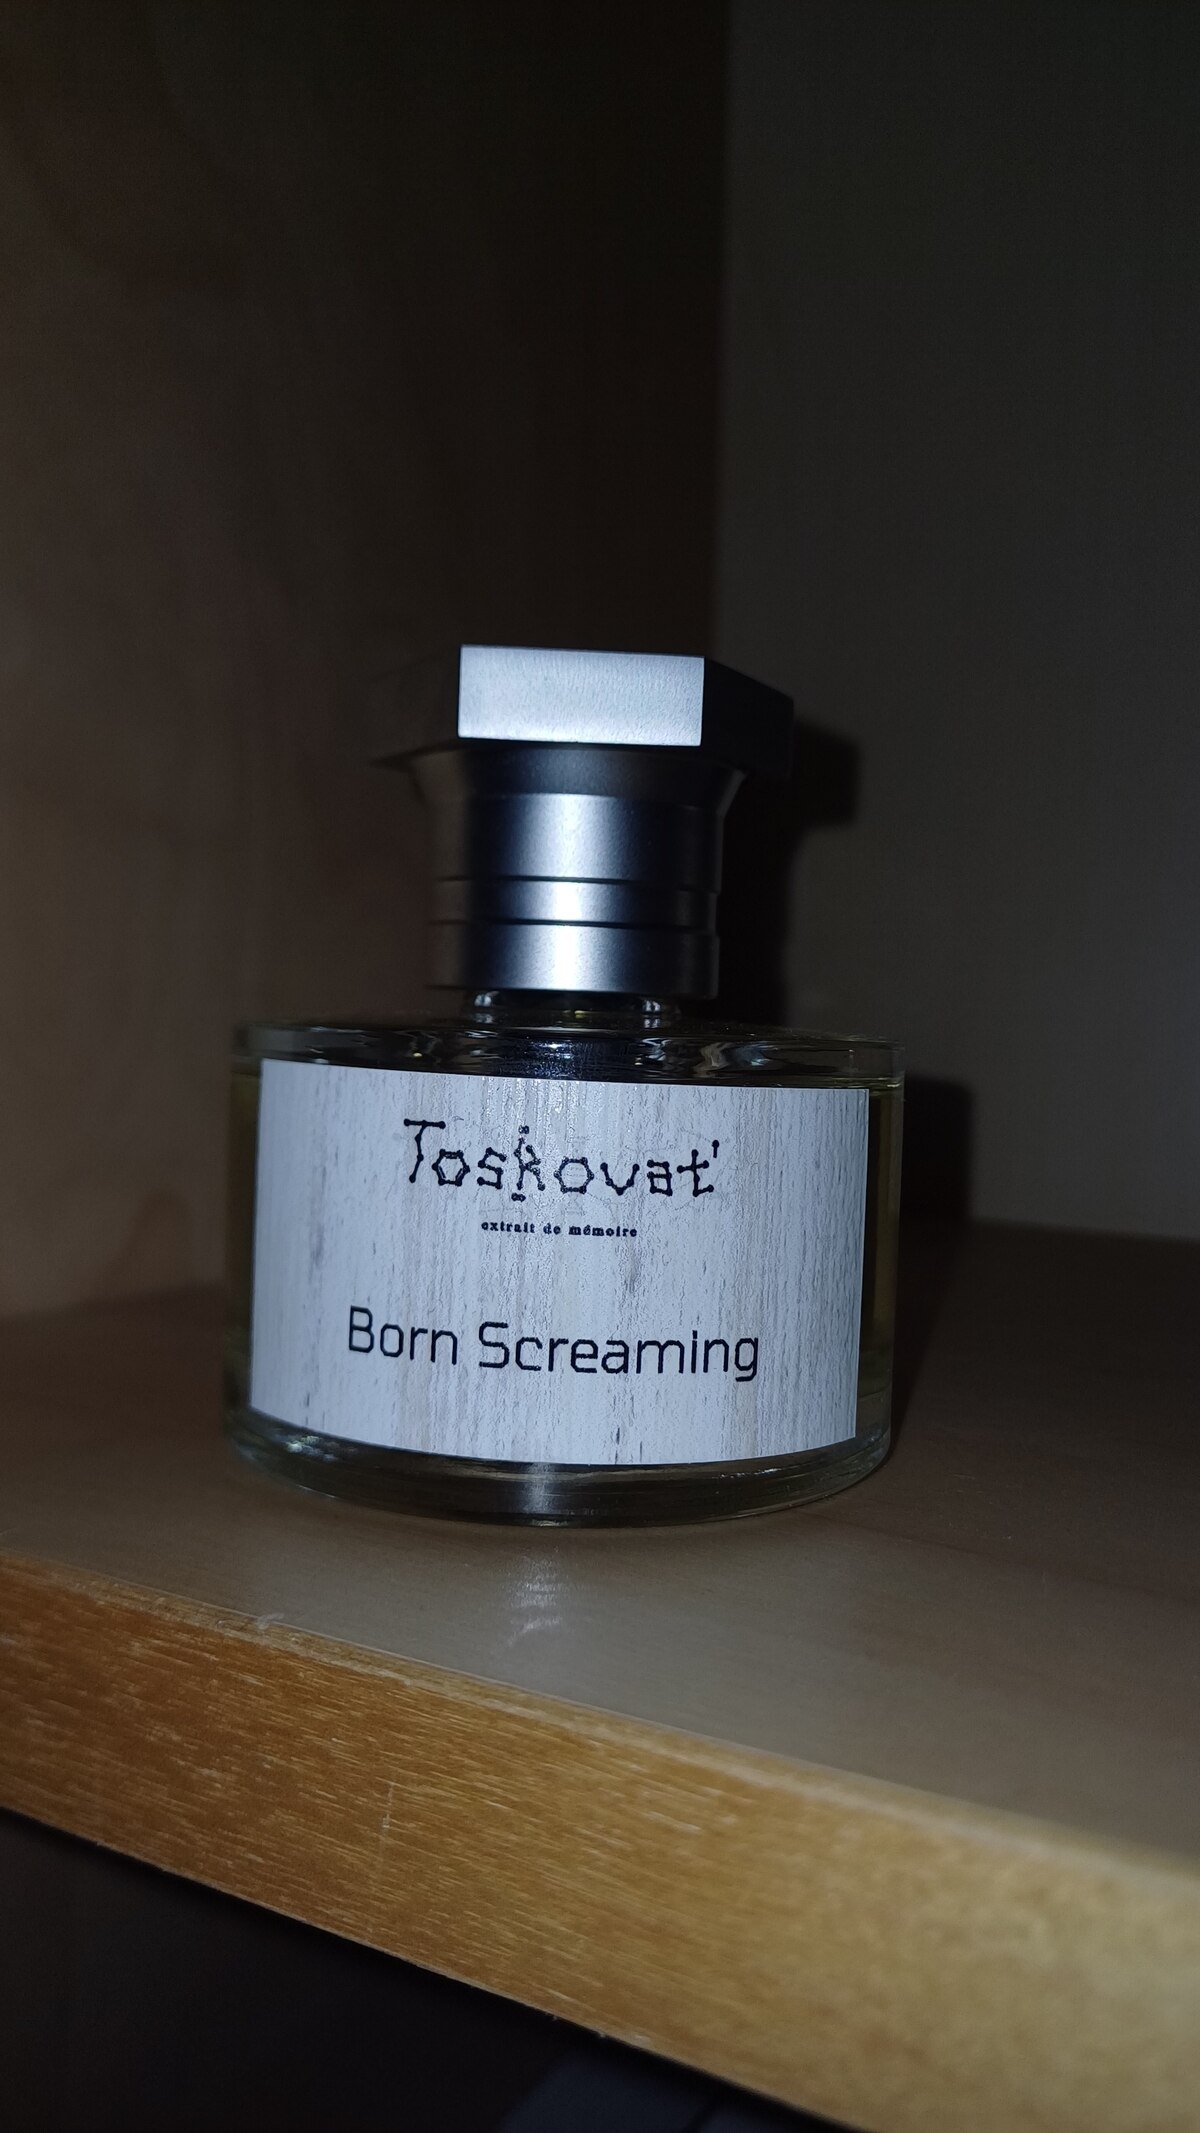 Toskovat'
extrait de mémoire
Born Screaming